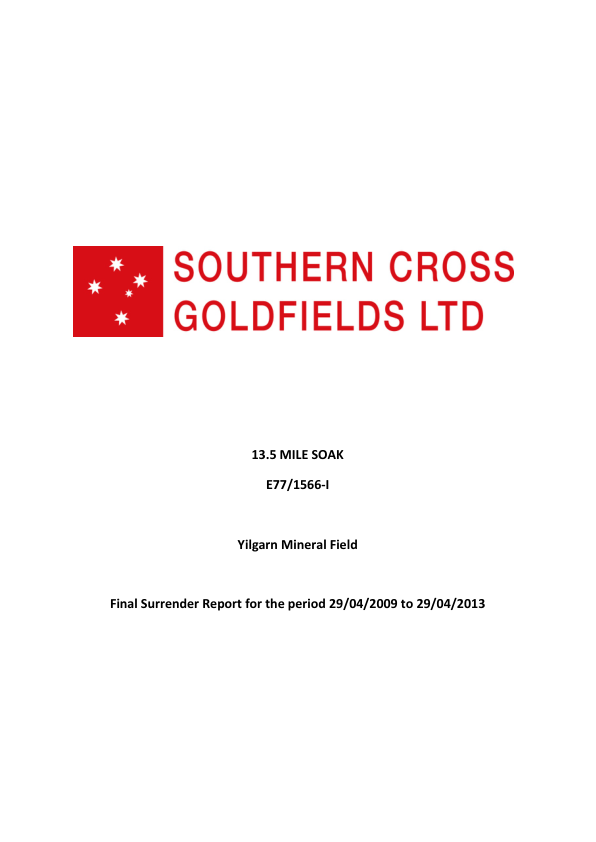 SOUTHERN CROSS
GOLDFIELDS LTD
13.5 MILE SOAK
E77/1566-I
Yilgarn Mineral Field
Final Surrender Report for the period 29/04/2009 to 29/04/2013